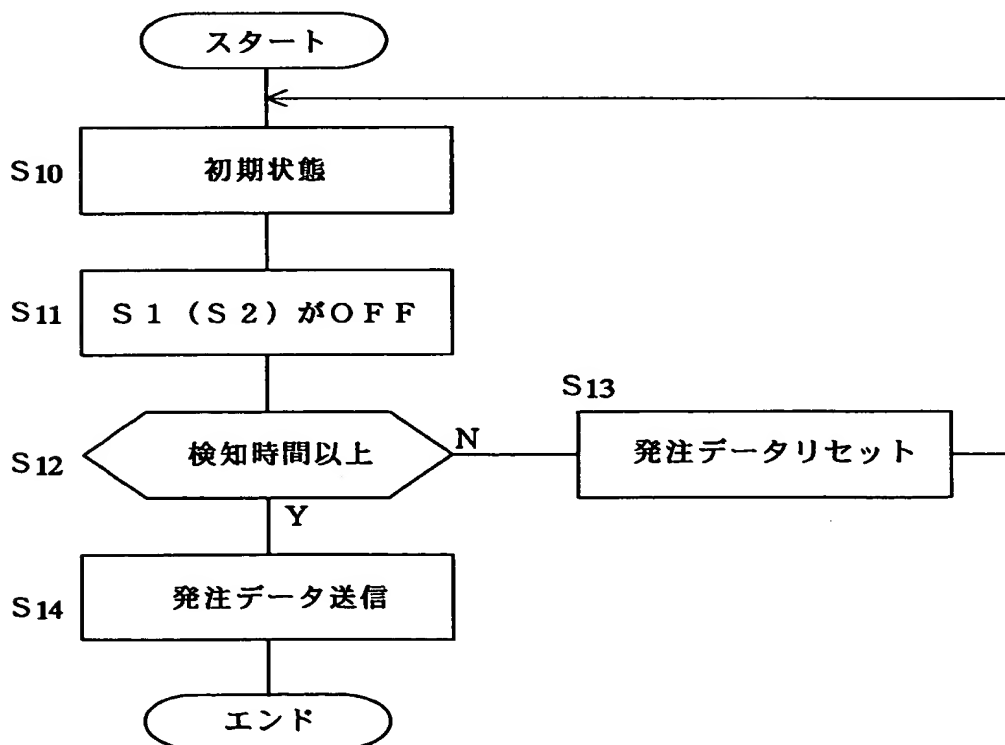 スタート
S10 初期状態
S11 S1(S2)がOFF
S13
S12 検知時間以上 N 発注データリセット
Y
S14 発注データ送信
エンド